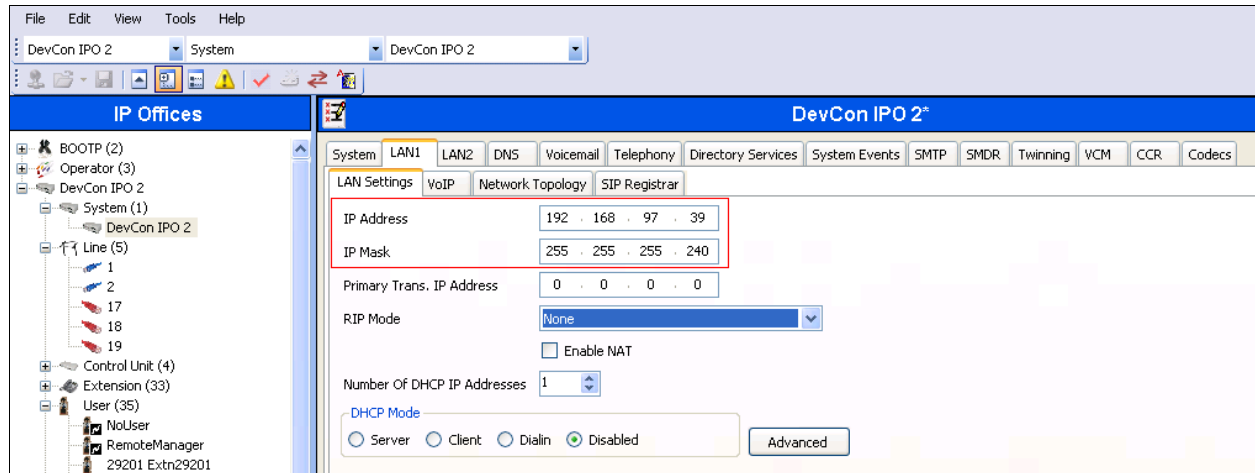 File Edit View Tools Help
DevCon IPO 2 System DevCon IPO 2
IP Offices
BOOTP (2)
Operator (3)
DevCon IPO 2
System (1)
DevCon IPO 2
Line (5)
1
2
17
18
19
Control Unit (4)
Extension (33)
User (35)
NoUser
RemoteManager
29201 Extn29201
DevCon IPO 2*
System LAN1 LAN2 DNS Voicemail Telephony Directory Services System Events SMTP SMDR Twinning VCM CCR Codecs
LAN Settings VoIP Network Topology SIP Registrar
IP Address 192 . 168 . 97 . 39
IP Mask 255 . 255 . 255 . 240
Primary Trans. IP Address 0 . 0 . 0 . 0
RIP Mode None
Enable NAT
Number Of DHCP IP Addresses 1
DHCP Mode
Server Client Dialin Disabled Advanced